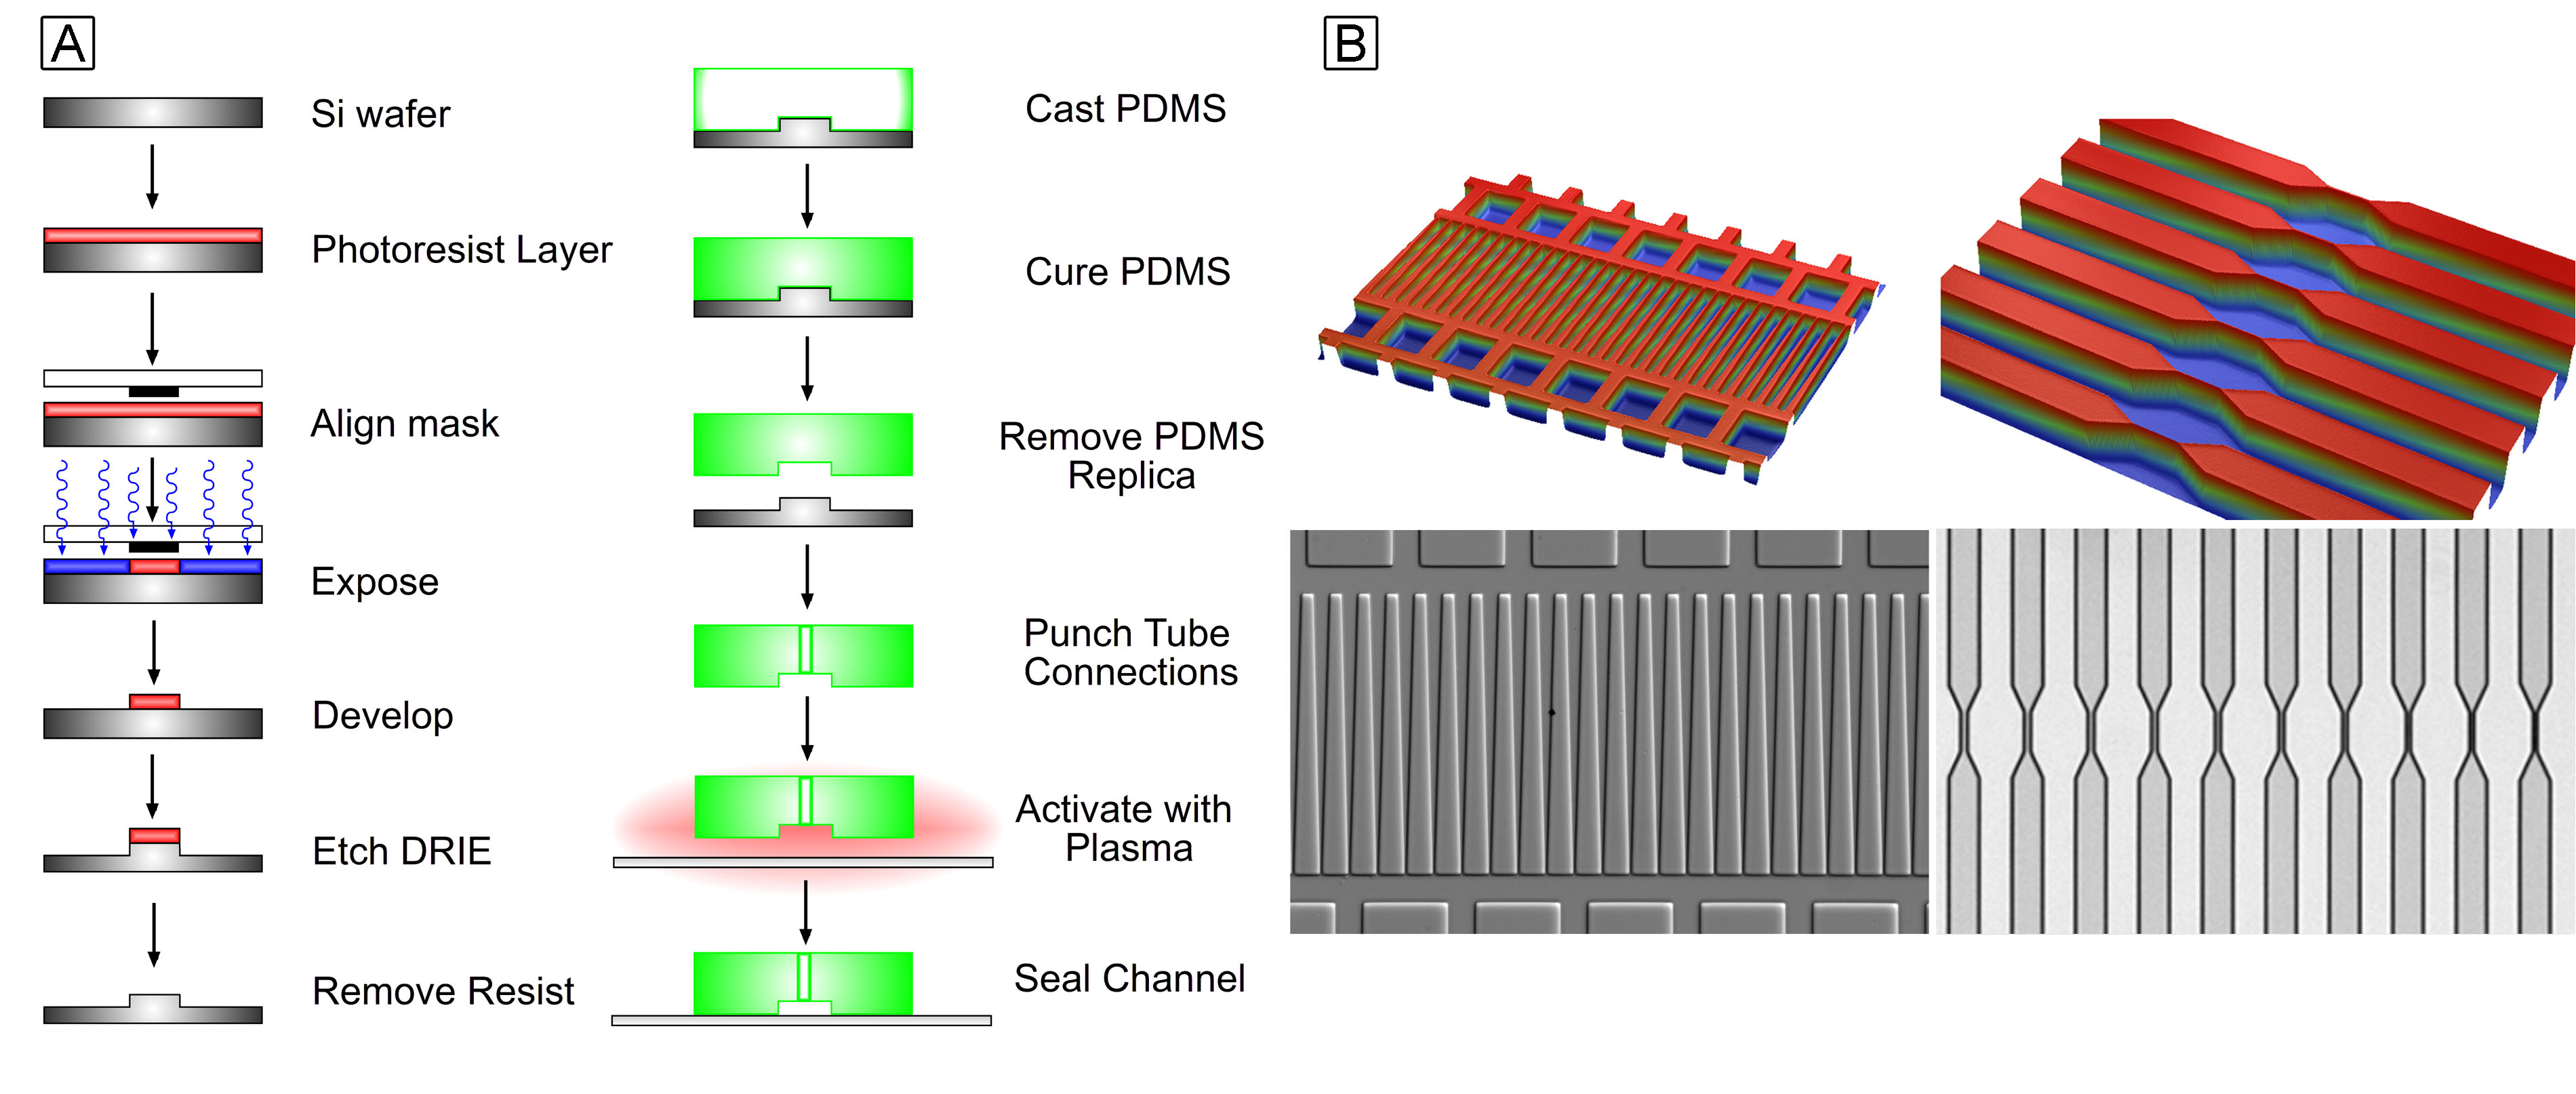 A
Si wafer
Photoresist Layer
Align mask
Expose
Develop
Etch DRIE
Remove Resist
Cast PDMS
Cure PDMS
Remove PDMS
Replica
Punch Tube
Connections
Activate with
Plasma
Seal Channel
B